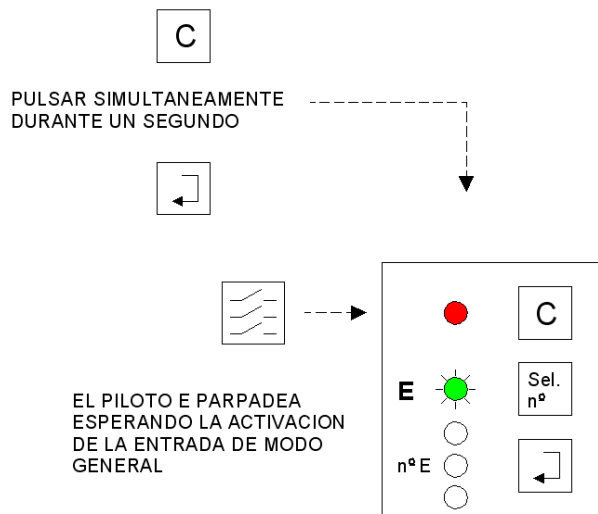 C
PULSAR SIMULTANEAMENTE
DURANTE UN SEGUNDO
C
E
Sel.
nº
EL PILOTO E PARPADEA
ESPERANDO LA ACTIVACION
DE LA ENTRADA DE MODO
GENERAL
nº E